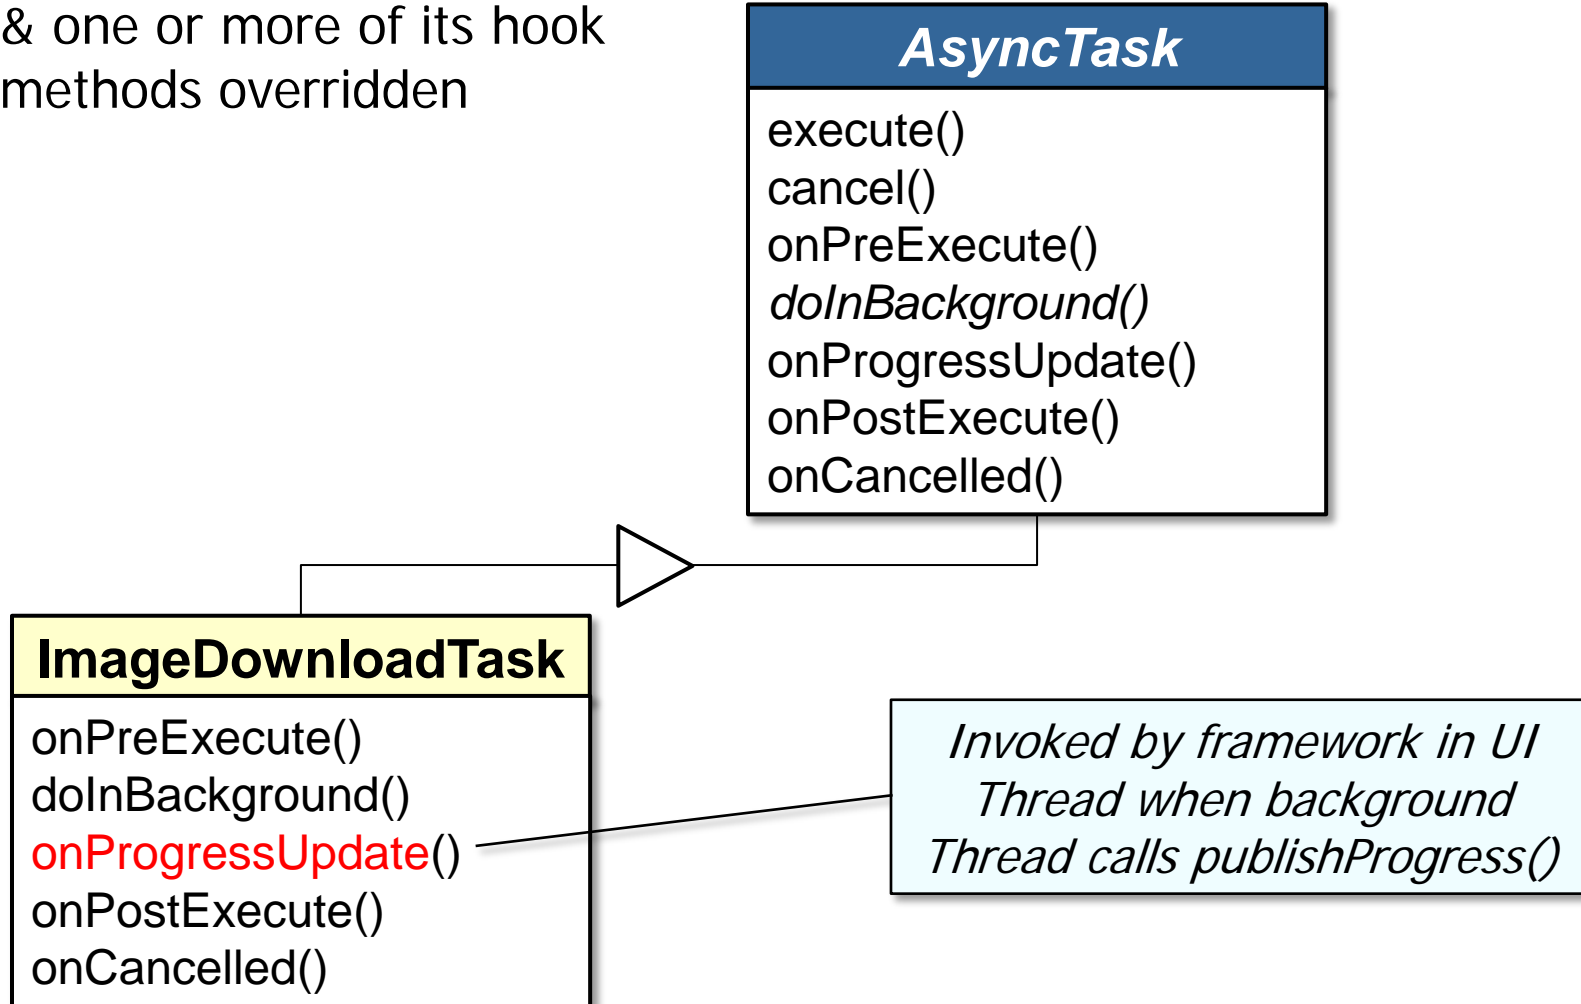 & one or more of its hook
methods overridden
AsyncTask
execute()
cancel()
onPreExecute()
doInBackground()
onProgressUpdate()
onPostExecute()
onCancelled()
ImageDownloadTask
onPreExecute()
doInBackground()
onProgressUpdate()
onPostExecute()
onCancelled()
Invoked by framework in UI
Thread when background
Thread calls publishProgress()